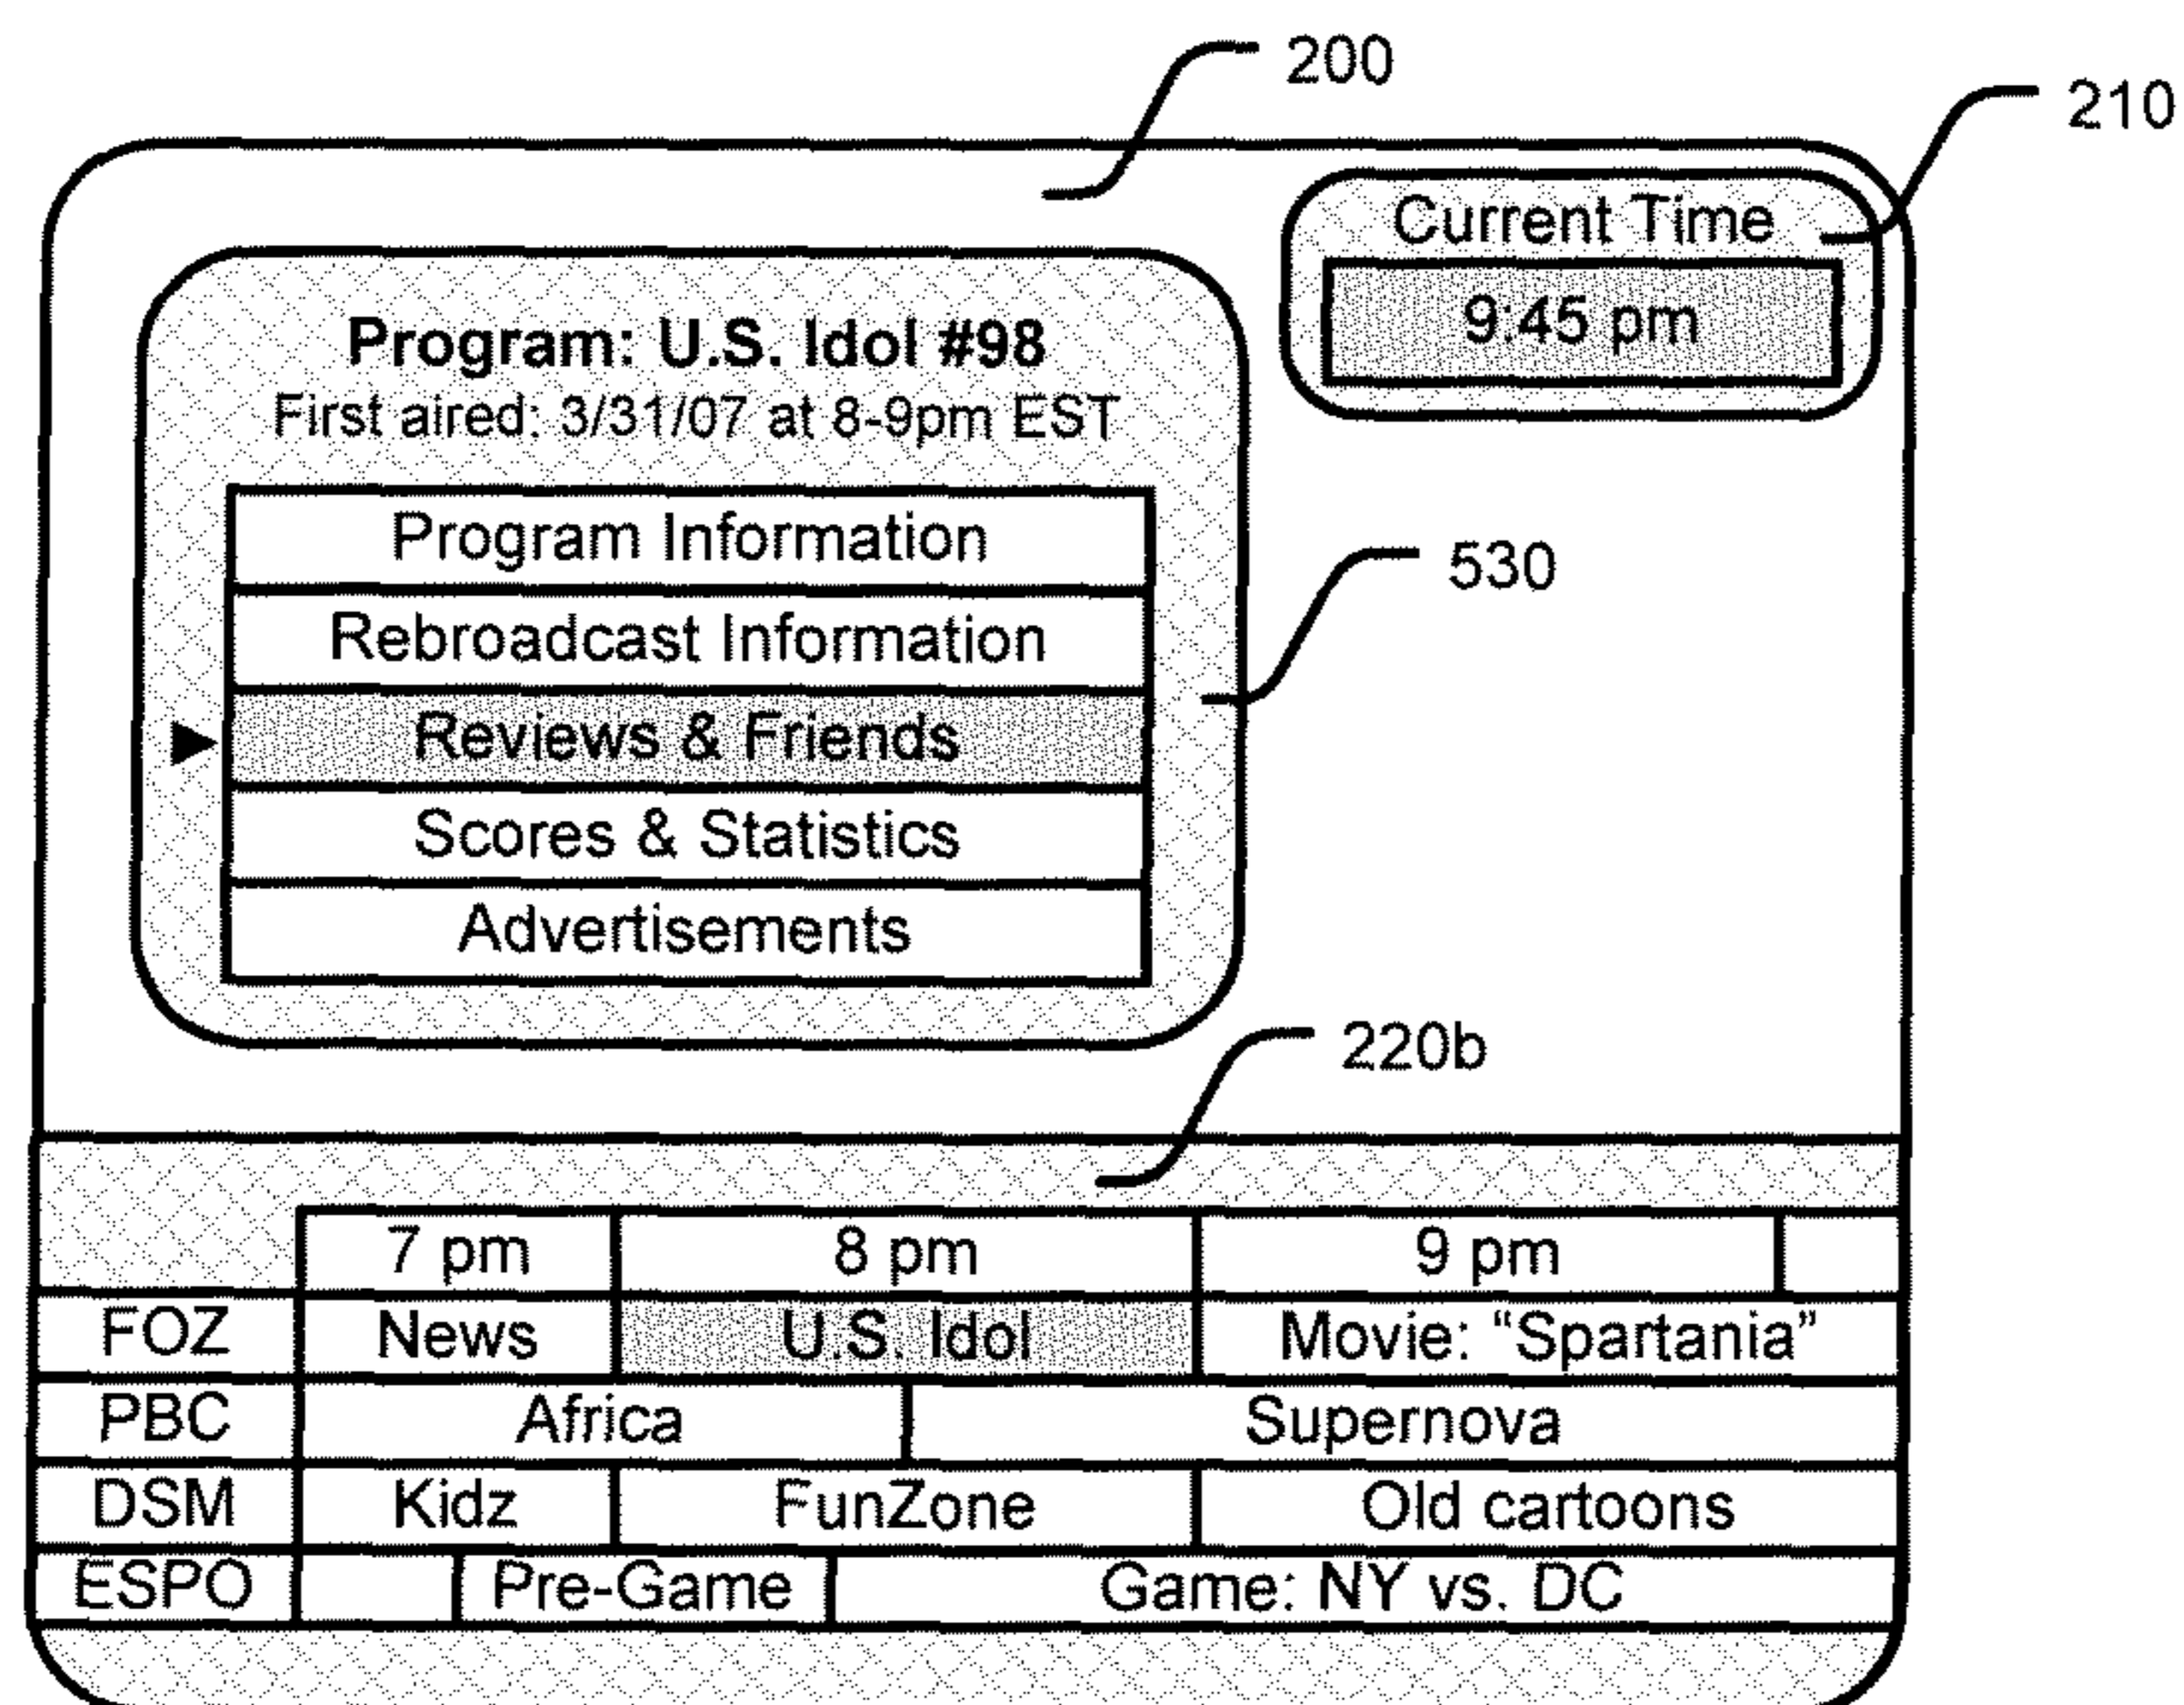 200
210
Current Time
9:45 pm
Program: U.S. Idol #98
First aired: 3/31/07 at 8-9pm EST
Program Information
530
Rebroadcast Information
Reviews & Friends
Scores & Statistics
Advertisements
220b
7 pm 8 pm 9 pm
FOZ News U.S. Idol Movie: “Spartania”
PBC Africa Supernova
DSM Kidz FunZone Old cartoons
ESPO Pre-Game Game: NY vs. DC